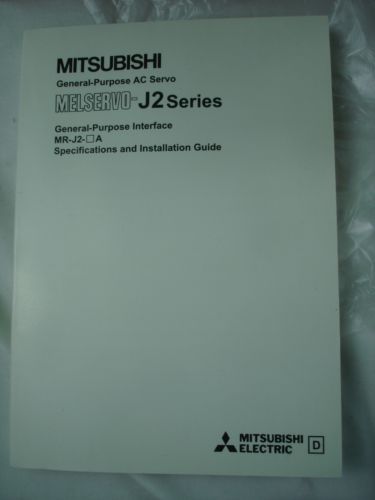 MITSUBISHI
General-Purpose AC Servo
MELSERVO-J2 Series
General-Purpose Interface
MR-J2-□A
Specifications and Installation Guide
MITSUBISHI
ELECTRIC
D